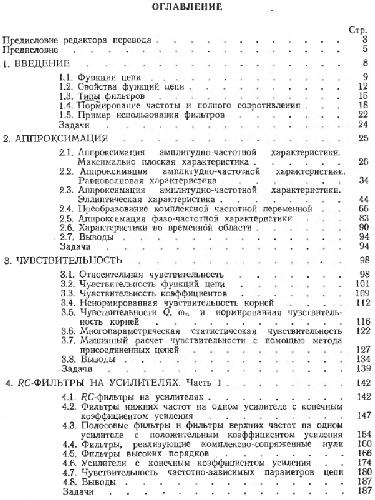 ОГЛАВЛЕНИЕ
Стр.
Предисловие редактора перевода 3
Предисловие 5
1. ВВЕДЕНИЕ 8
1.1. Функции цепи 9
1.2. Свойства функций цепи 12
1.3. Типы фильтров 15
1.4. Нормирование частоты и полного сопротивления 18
1.5. Пример использования фильтров 22
Задачи 24
2. АППРОКСИМАЦИЯ 25
2.1. Аппроксимация амплитудно-частотной характеристики.
Максимально плоская характеристика 25
2.2. Аппроксимация амплитудно-частотной характеристики.
Равноволновая характеристика 34
2.3. Аппроксимация амплитудно-частотной характеристики.
Эллиптическая характеристика 44
2.4. Преобразование комплексной частотной переменной 66
2.5. Аппроксимация фазо-частотной характеристики 83
2.6. Характеристики во временной области 90
2.7. Выводы 94
Задачи 94
3. ЧУВСТВИТЕЛЬНОСТЬ 98
3.1. Относительная чувствительность 98
3.2. Чувствительность функций цепи 101
3.3. Чувствительность коэффициентов 109
3.4. Ненормированная чувствительность корней 112
3.5. Чувствительности Q, ωn и нормированная чувствитель-
ность корней 116
3.6. Многопараметрическая статистическая чувствительность 122
3.7. Машинный расчет чувствительности с помощью метода
присоединенных цепей 127
3.8. Выводы 134
Задачи 139
4. RC-ФИЛЬТРЫ НА УСИЛИТЕЛЯХ. Часть 1 142
4.1. RC-фильтры на усилителях 142
4.2. Фильтры нижних частот на одном усилителе с конечным
коэффициентом усиления 147
4.3. Полосовые фильтры и фильтры верхних частот на одном
усилителе с положительным коэффициентом усиления 154
4.4. Фильтры, реализующие комплексно-сопряженные нули 160
4.5. Фильтры высоких порядков 166
4.6. Усилители с конечным коэффициентом усиления 174
4.7. Чувствительность частотно-зависимых параметров цепи 180
4.8. Выводы 187
Задачи 187